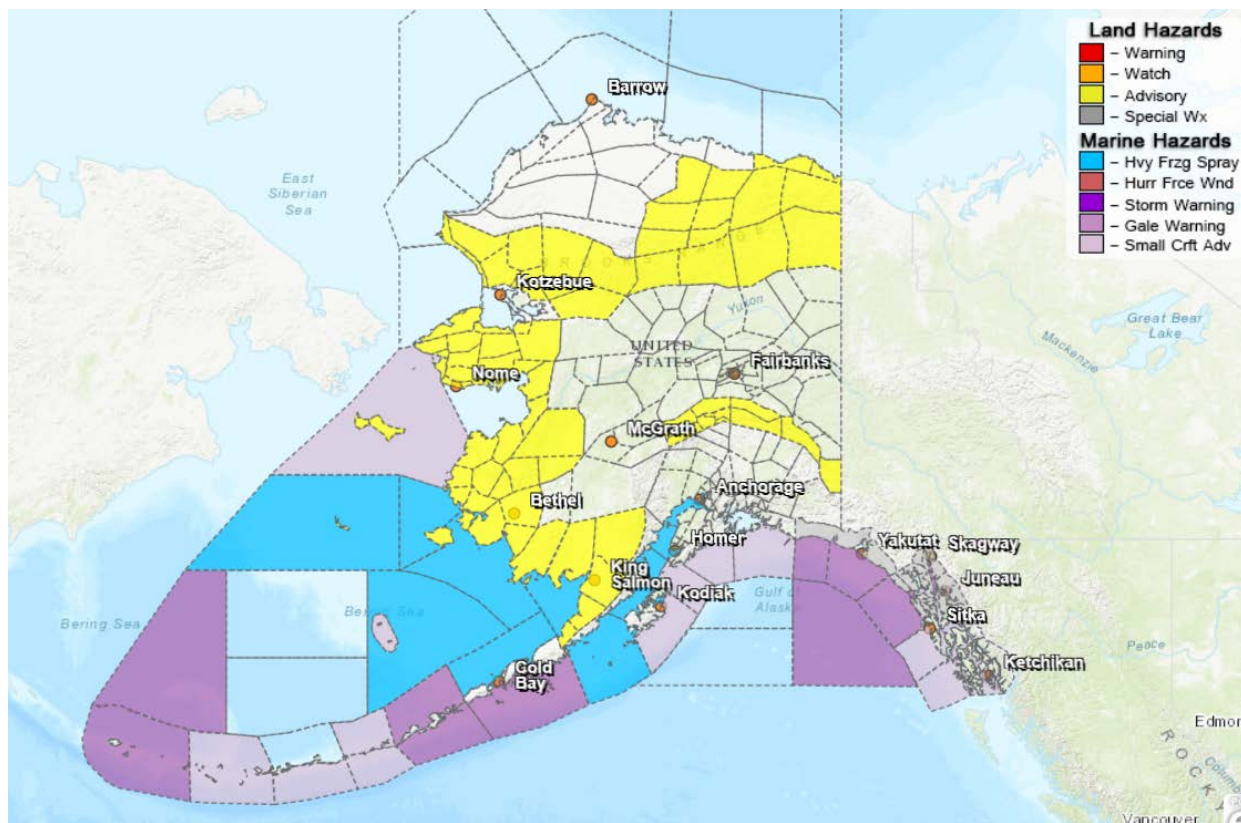 Land Hazards
– Warning
– Watch
– Advisory
– Special Wx
Marine Hazards
– Hvy Frzg Spray
– Hurr Frce Wnd
– Storm Warning
– Gale Warning
– Small Crft Adv
Barrow
East
Siberian
Sea
BROOKS RANGE
Kotzebue
Yukon
Great Bear
Lake
Mackenzie
UNITED
STATES
Fairbanks
Nome
McGrath
Anchorage
Bethel
Homer
Yakutat
Skagway
King
Salmon
Juneau
Kodiak
Gulf of
Alaska
Sitka
Bering Sea
Bering Sea
Peace
Ketchikan
Gold
Bay
Edmon
ROCKY
Columbia
Vancouver